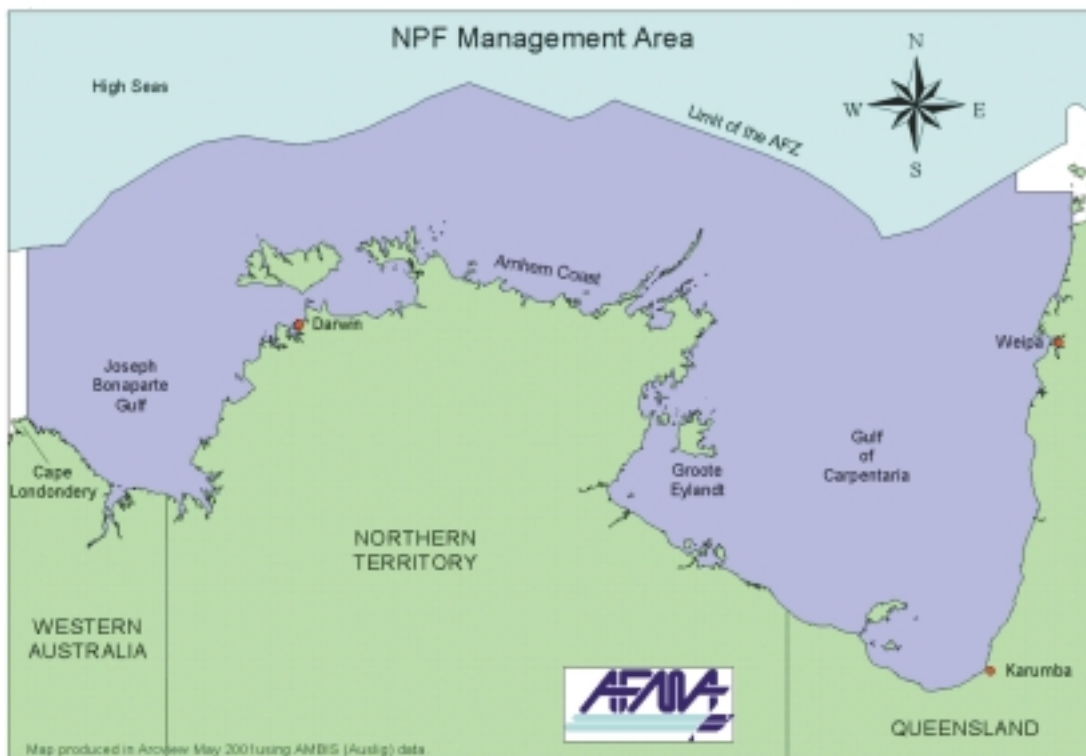 NPF Management Area
High Seas
N
W E
S
Limit of the AFZ
Arnhem Coast
Darwin
Weipa
Joseph
Bonaparte
Gulf
Gulf
of
Carpentaria
Cape
Londondery
Groote
Eylandt
NORTHERN
TERRITORY
WESTERN
AUSTRALIA
Karumba
AFMA
QUEENSLAND
Map produced in Arcview May 2001 using AMBIS (Auslig) data.